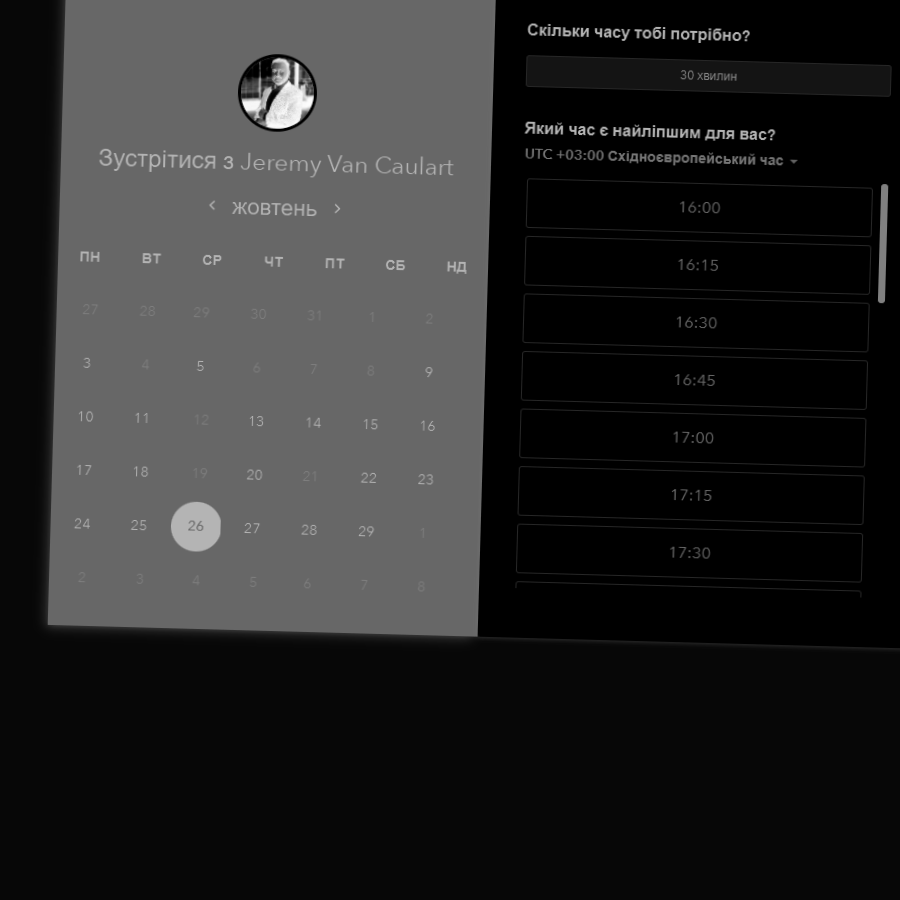 Зустрітися з Jeremy Van Caulart
жовтень
ПН ВТ СР ЧТ ПТ СБ НД
27 28 29 30 31 1 2
3 4 5 6 7 8 9
10 11 12 13 14 15 16
17 18 19 20 21 22 23
24 25 26 27 28 29 1
2 3 4 5 6 7 8
Скільки часу тобі потрібно?
30 хвилин
Який час є найліпшим для вас?
UTC +03:00 Східноєвропейський час
16:00
16:15
16:30
16:45
17:00
17:15
17:30